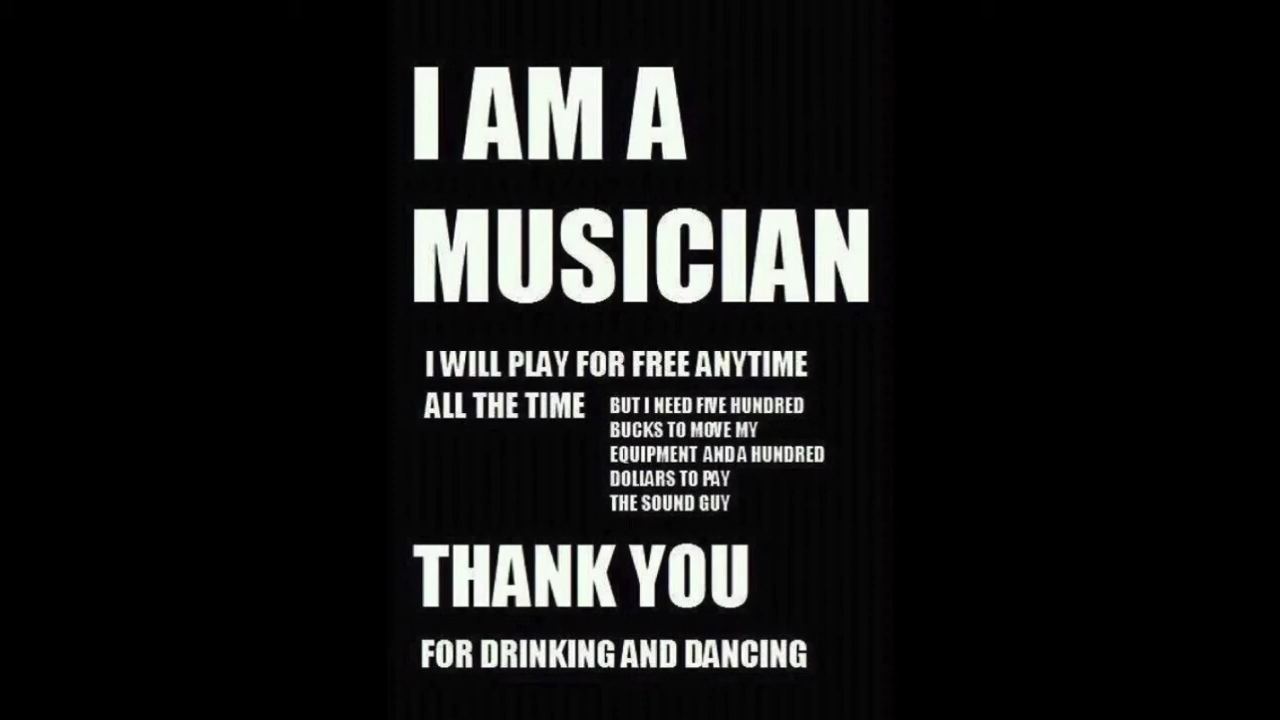 I AM A
MUSICIAN
I WILL PLAY FOR FREE ANYTIME
ALL THE TIME
BUT I NEED FIVE HUNDRED
BUCKS TO MOVE MY
EQUIPMENT AND A HUNDRED
DOLLARS TO PAY
THE SOUND GUY
THANK YOU
FOR DRINKING AND DANCING